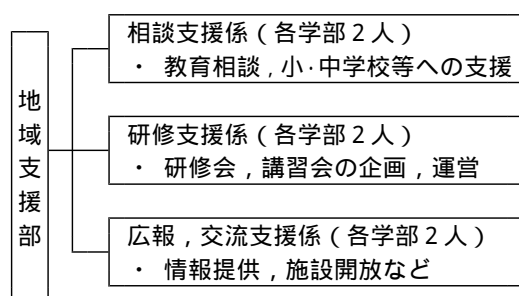 地域支援部
相談支援係（各学部２人）
・ 教育相談，小・中学校等への支援
研修支援係（各学部２人）
・ 研修会，講習会の企画，運営
広報，交流支援係（各学部２人）
・ 情報提供，施設開放など